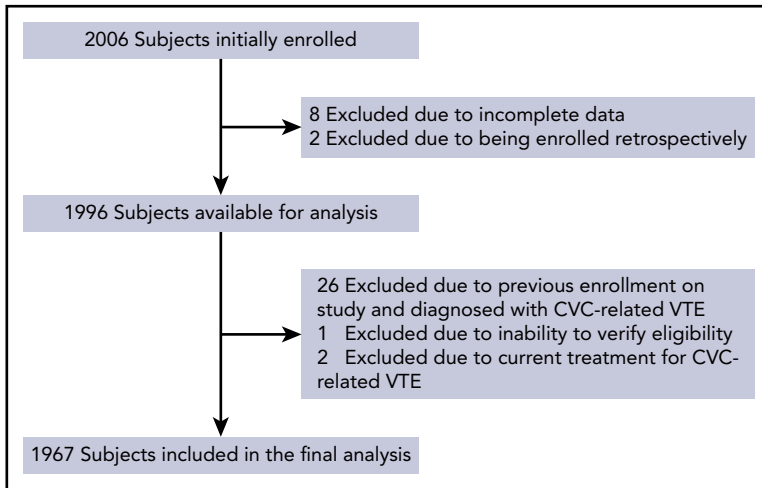 2006 Subjects initially enrolled
8 Excluded due to incomplete data
2 Excluded due to being enrolled retrospectively
1996 Subjects available for analysis
26 Excluded due to previous enrollment on
study and diagnosed with CVC-related VTE
1 Excluded due to inability to verify eligibility
2 Excluded due to current treatment for CVC-
related VTE
1967 Subjects included in the final analysis